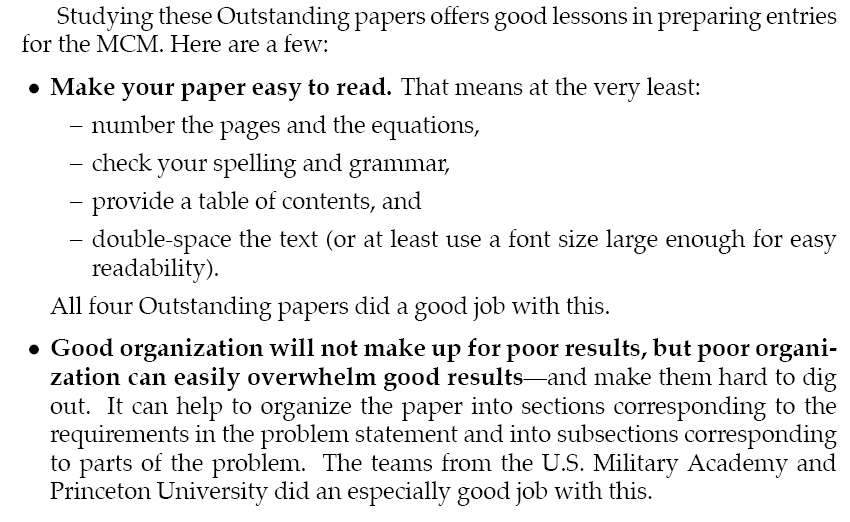 Studying these Outstanding papers offers good lessons in preparing entries
for the MCM. Here are a few:
• Make your paper easy to read. That means at the very least:
– number the pages and the equations,
– check your spelling and grammar,
– provide a table of contents, and
– double-space the text (or at least use a font size large enough for easy
readability).
All four Outstanding papers did a good job with this.
• Good organization will not make up for poor results, but poor organi-
zation can easily overwhelm good results—and make them hard to dig
out. It can help to organize the paper into sections corresponding to the
requirements in the problem statement and into subsections corresponding
to parts of the problem. The teams from the U.S. Military Academy and
Princeton University did an especially good job with this.